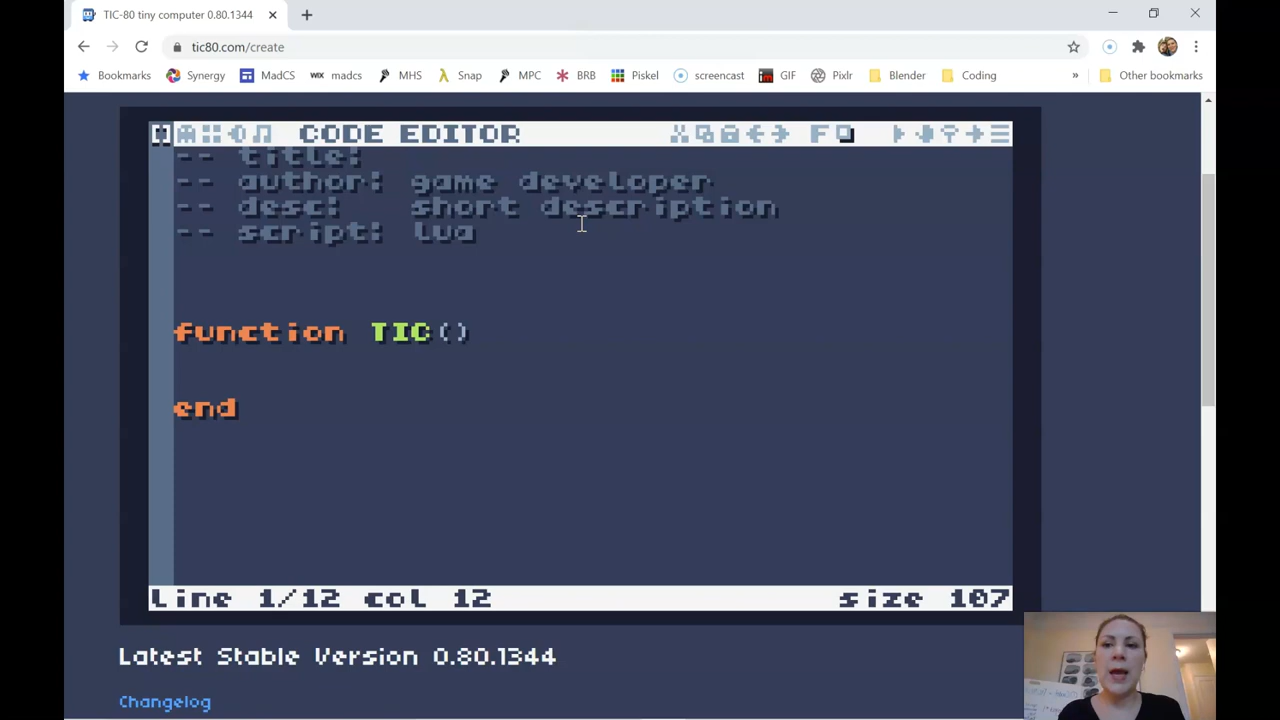 TIC-80 tiny computer 0.80.1344
tic80.com/create
Bookmarks Synergy MadCS WIX madcs MHS Snap MPC BRB Piskel screencast GIF Pixlr Blender Coding » Other bookmarks
CODE EDITOR
-- title:
-- author: game developer
-- desc: short description
-- script: lua
function TIC()
end
line 1/12 col 12 size 107
Latest Stable Version 0.80.1344
Changelog